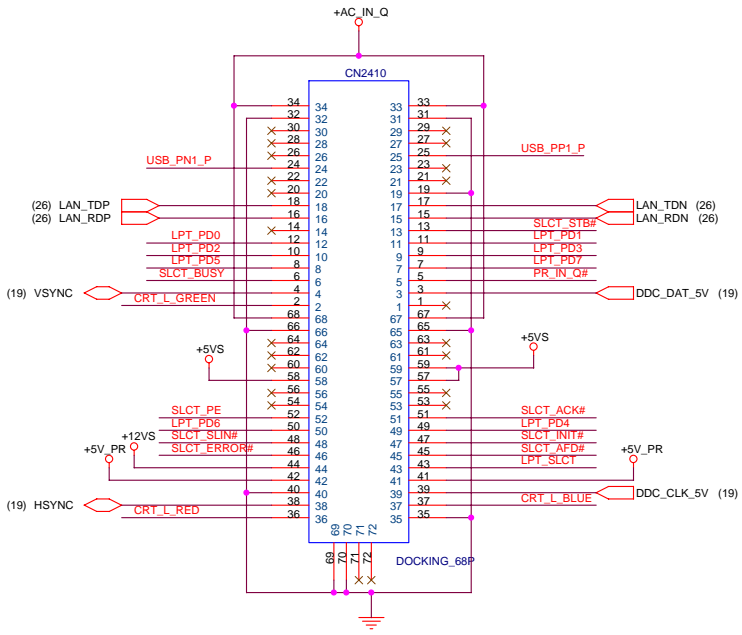 +AC_IN_Q
CN2410
34 34 33 33
32 32 31 31
30 30 29 29
28 28 27 27
26 26 25 25 USB_PP1_P
USB_PN1_P 24 24 23 23
22 22 21 21
20 20 19 19
(26) LAN_TDP 18 18 17 17 LAN_TDN (26)
(26) LAN_RDP 16 16 15 15 LAN_RDN (26)
14 14 13 13 SLCT_STB#
LPT_PD0 12 12 11 11 LPT_PD1
LPT_PD2 10 10 9 9 LPT_PD3
LPT_PD5 8 8 7 7 LPT_PD7
SLCT_BUSY 6 6 5 5 PR_IN_Q#
(19) VSYNC 4 4 3 3 DDC_DAT_5V (19)
CRT_L_GREEN 2 2 1 1
68 68 67 67
66 66 65 65
64 64 63 63
62 62 61 61
+5VS 60 60 59 59 +5VS
58 58 57 57
56 56 55 55
54 54 53 53
SLCT_PE 52 52 51 51 SLCT_ACK#
LPT_PD6 50 50 49 49 LPT_PD4
SLCT_SLIN# 48 48 47 47 SLCT_INIT#
SLCT_ERROR# 46 46 45 45 SLCT_AFD#
+12VS 44 44 43 43 LPT_SLCT
+5V_PR 42 42 41 41 +5V_PR
40 40 39 39 DDC_CLK_5V (19)
(19) HSYNC 38 38 37 37 CRT_L_BLUE
CRT_L_RED 36 36 35 35
69 70 71 72
69 70 71 72
DOCKING_68P